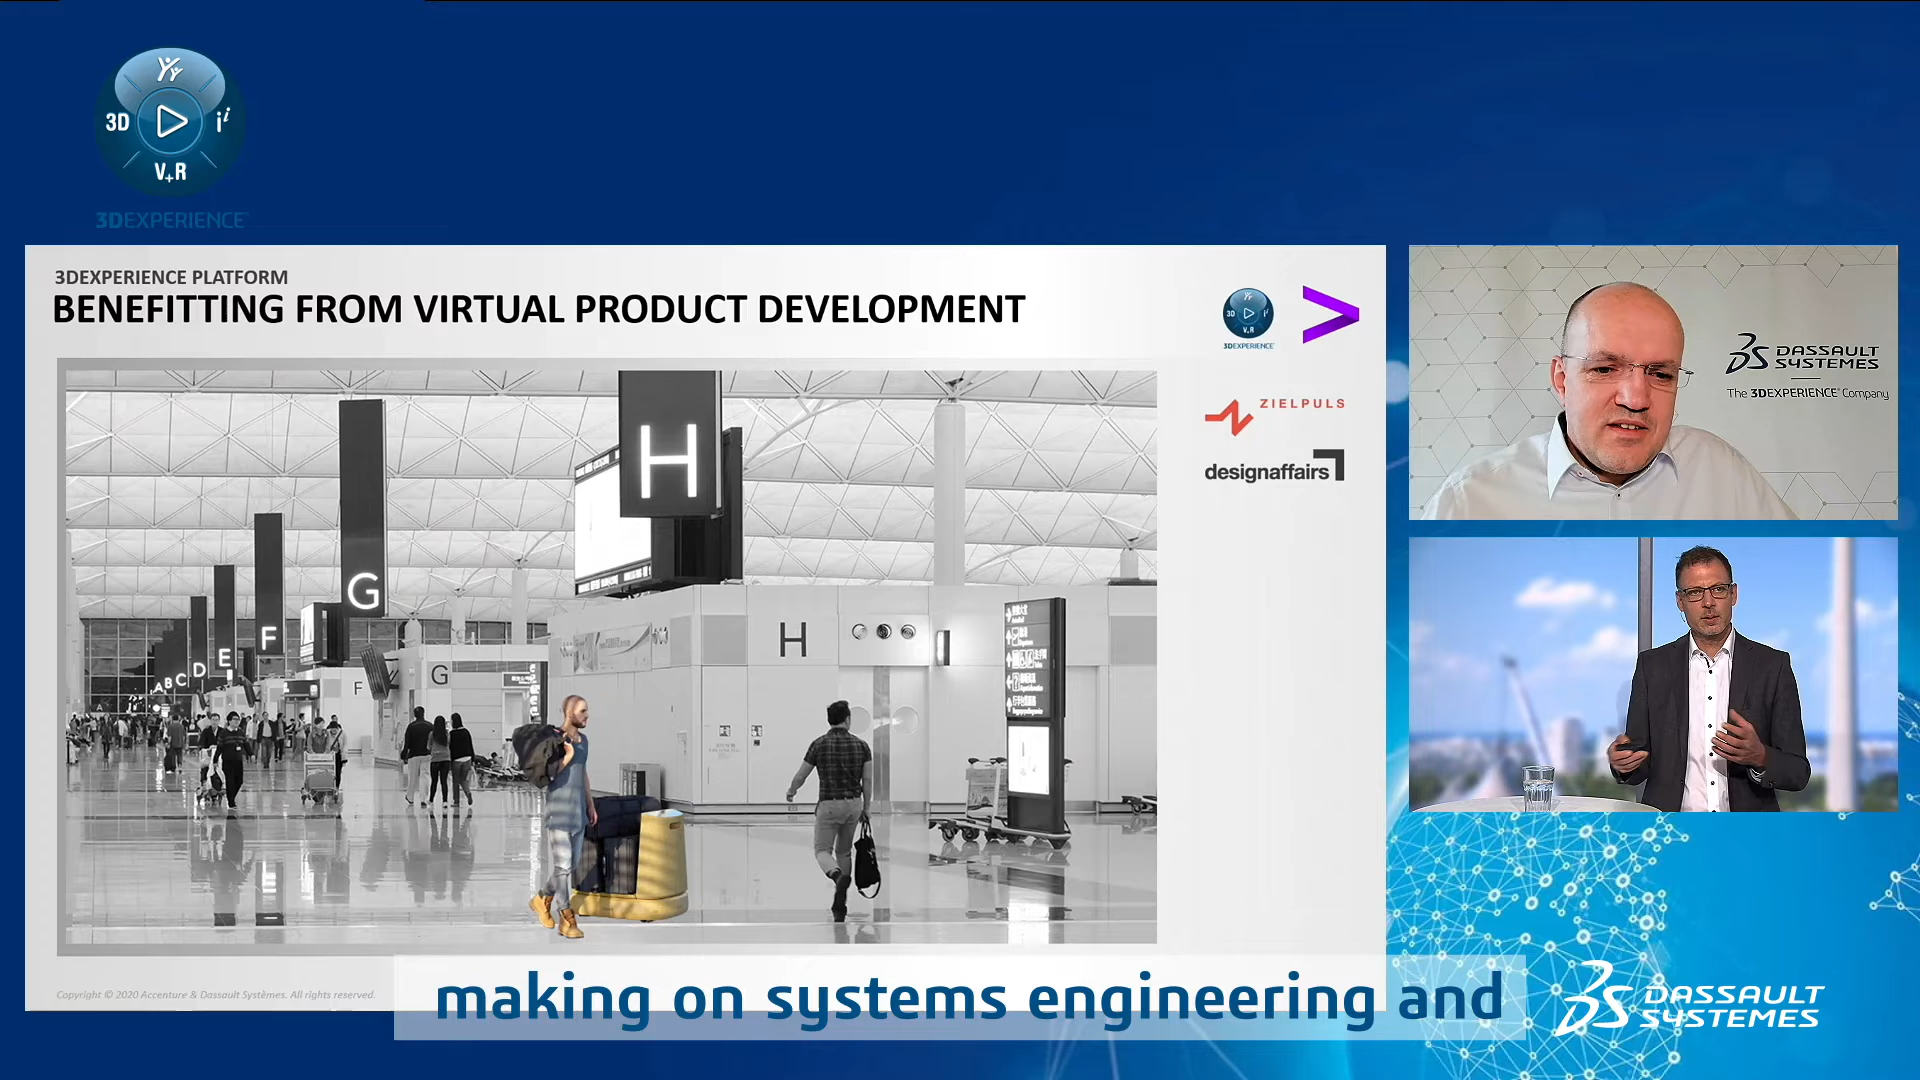 3D
i
V+R
3DEXPERIENCE
3DEXPERIENCE PLATFORM
BENEFITTING FROM VIRTUAL PRODUCT DEVELOPMENT
3D
V+R
3DEXPERIENCE
ZIELPULS
designaffairs
H
G
F
E
D
C
B
A
H
G
F
E
DASSAULT
SYSTEMES
The 3DEXPERIENCE® Company
Copyright © 2020 Accenture & Dassault Systèmes. All rights reserved.
making on systems engineering and
DASSAULT
SYSTEMES